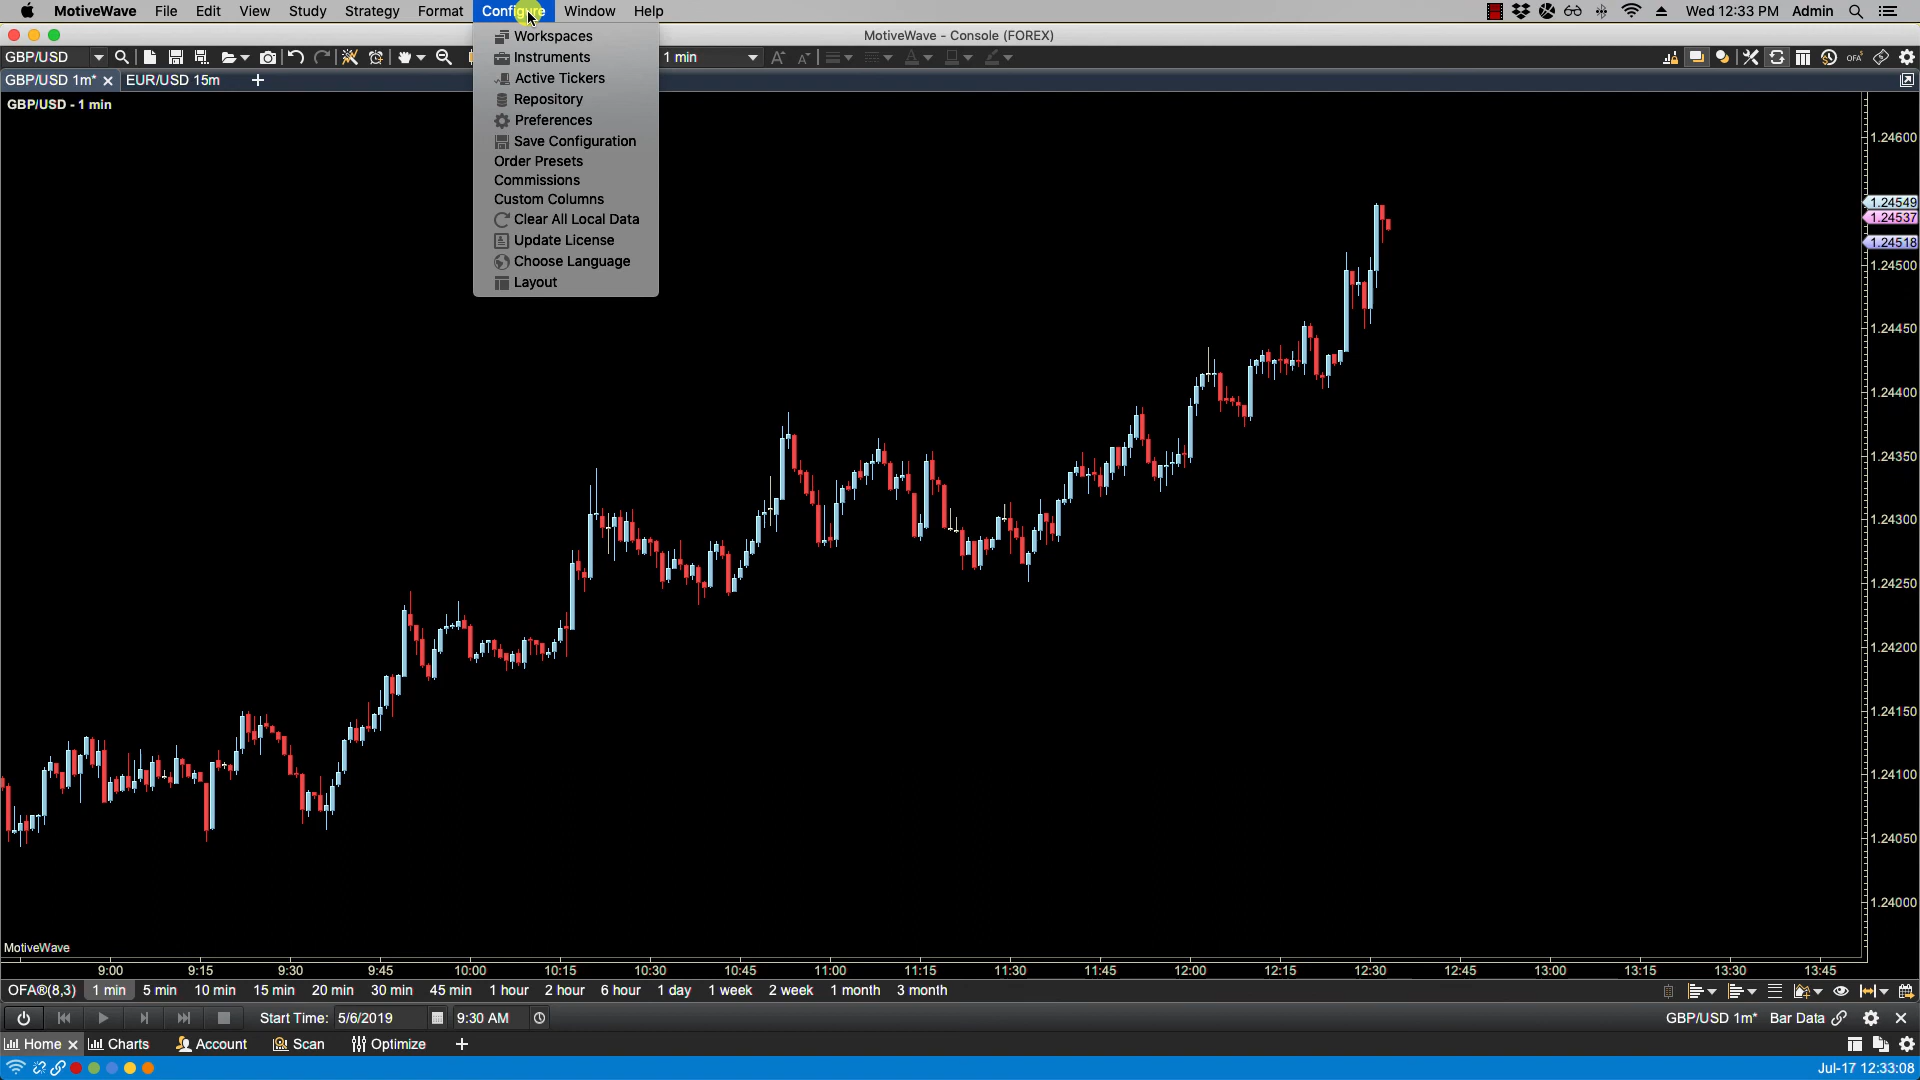 MotiveWave File Edit View Study Strategy Format Configure Window Help Wed 12:33 PM Admin
MotiveWave - Console (FOREX)
GBP/USD 1 min OFA
GBP/USD 1m* EUR/USD 15m
GBP/USD - 1 min
Workspaces
Instruments
Active Tickers
Repository
Preferences
Save Configuration
Order Presets
Commissions
Custom Columns
Clear All Local Data
Update License
Choose Language
Layout
1.24600
1.24549
1.24537
1.24518
1.24500
1.24450
1.24400
1.24350
1.24300
1.24250
1.24200
1.24150
1.24100
1.24050
1.24000
MotiveWave
9:00 9:15 9:30 9:45 10:00 10:15 10:30 10:45 11:00 11:15 11:30 11:45 12:00 12:15 12:30 12:45 13:00 13:15 13:30 13:45
OFA®(8,3) 1 min 5 min 10 min 15 min 20 min 30 min 45 min 1 hour 2 hour 6 hour 1 day 1 week 2 week 1 month 3 month
Start Time: 5/6/2019 9:30 AM GBP/USD 1m* Bar Data
Home Charts Account Scan Optimize
Jul-17 12:33:08